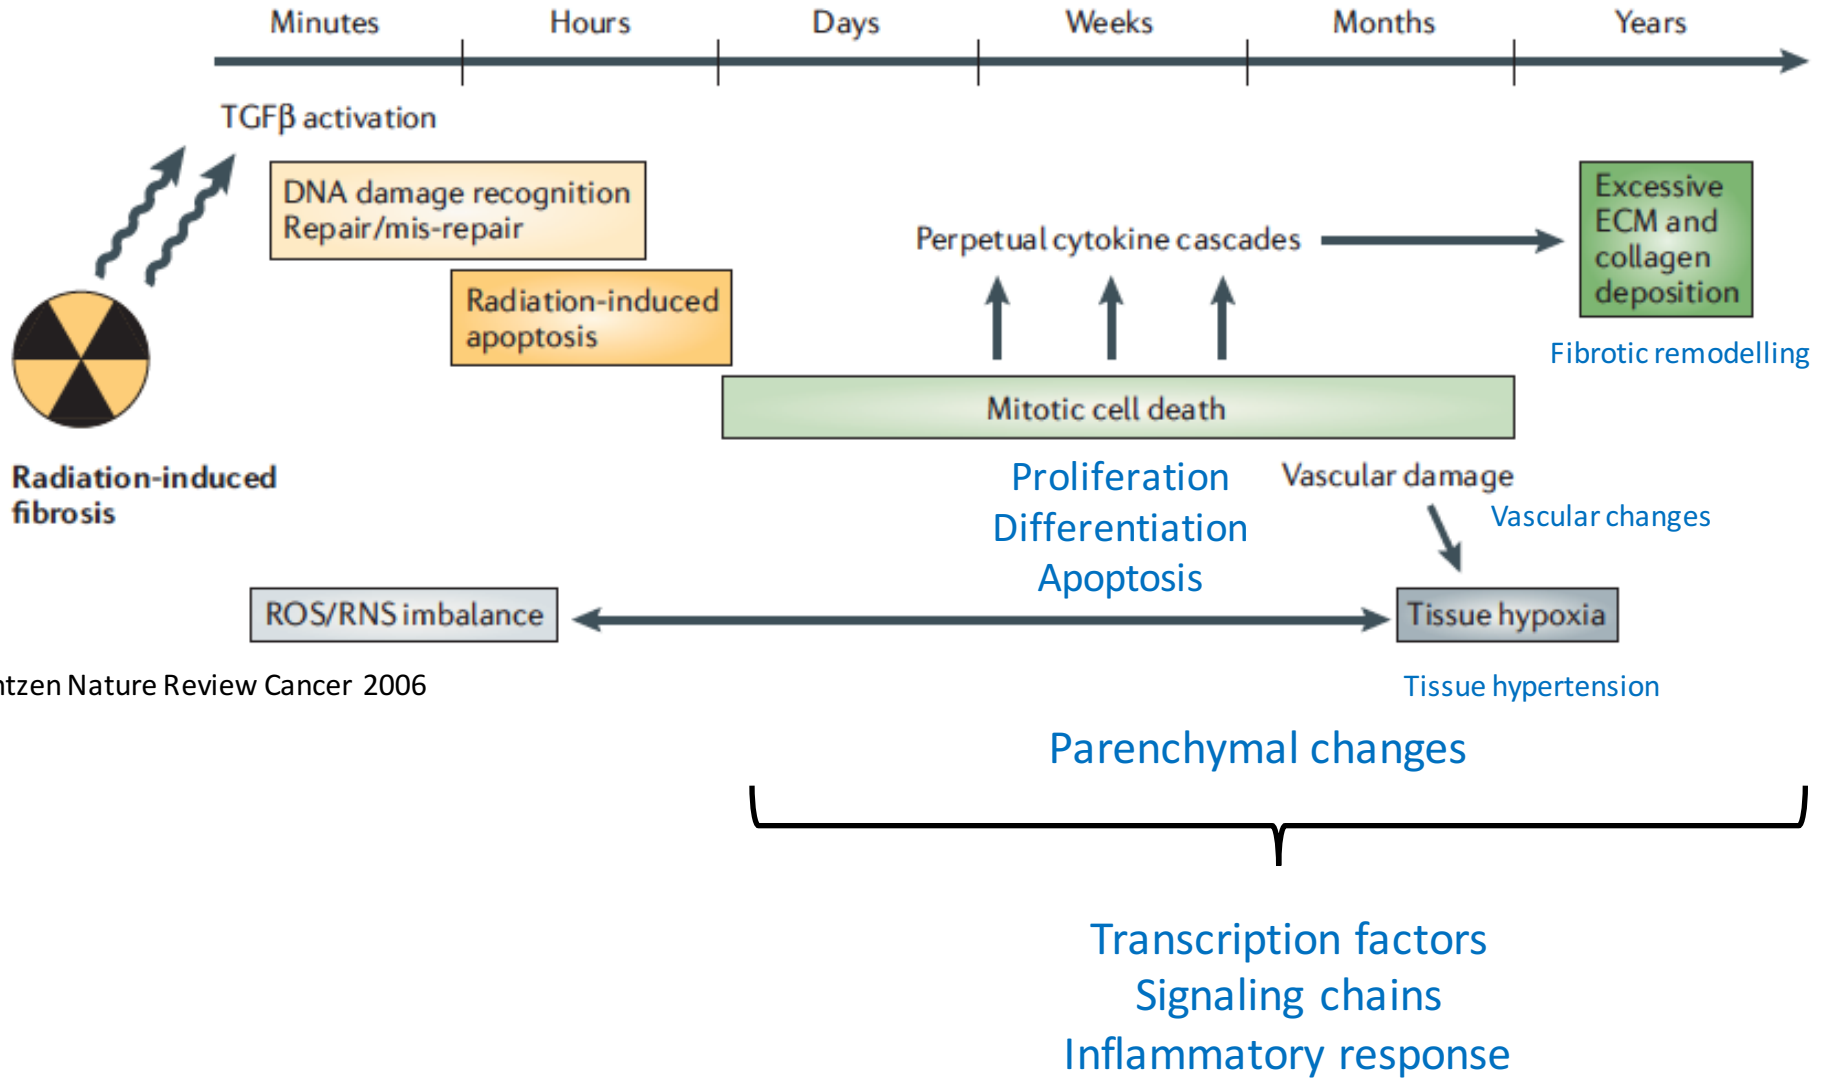 Minutes
Hours
Days
Weeks
Months
Years
TGFβ activation
DNA damage recognition
Repair/mis-repair
Radiation-induced
apoptosis
Perpetual cytokine cascades
Excessive
ECM and
collagen
deposition
Fibrotic remodelling
Mitotic cell death
Radiation-induced
fibrosis
Proliferation
Differentiation
Apoptosis
Vascular damage
Vascular changes
ROS/RNS imbalance
Tissue hypoxia
Nature Review Cancer 2006
Tissue hypertension
Parenchymal changes
Transcription factors
Signaling chains
Inflammatory response